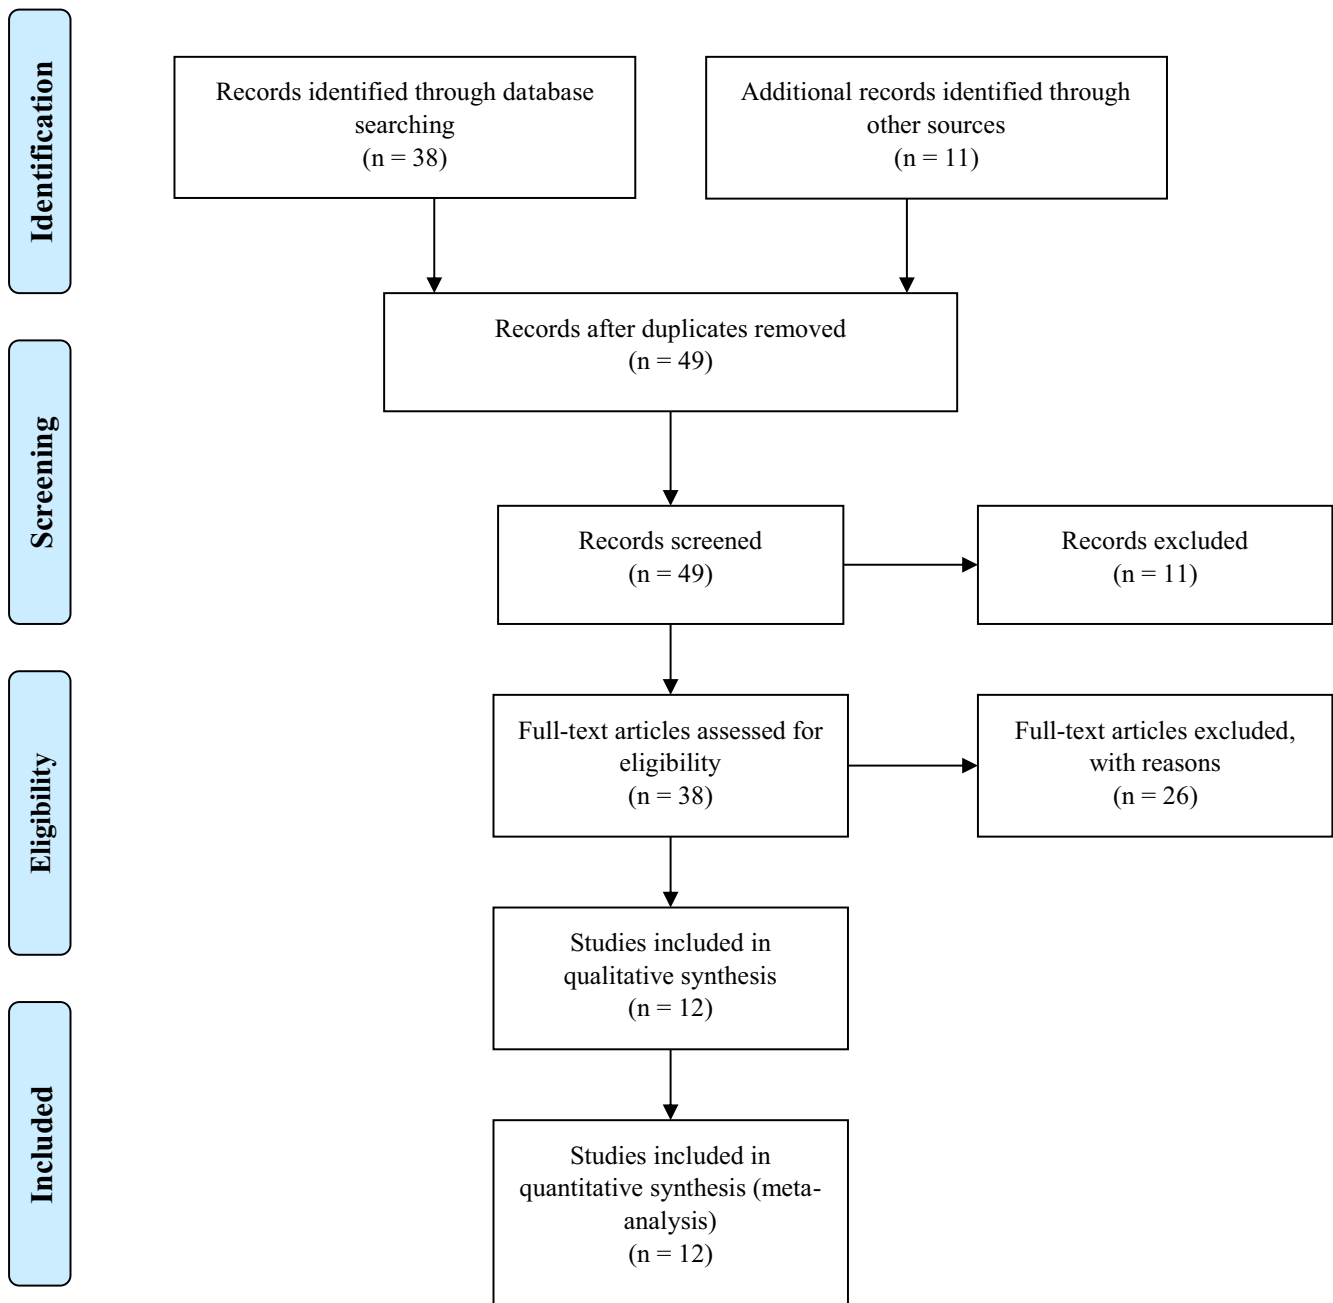 Identification
Records identified through database
searching
(n = 38)
Additional records identified through
other sources
(n = 11)
Records after duplicates removed
(n = 49)
Screening
Records screened
(n = 49)
Records excluded
(n = 11)
Eligibility
Full-text articles assessed for
eligibility
(n = 38)
Full-text articles excluded,
with reasons
(n = 26)
Studies included in
qualitative synthesis
(n = 12)
Included
Studies included in
quantitative synthesis (meta-
analysis)
(n = 12)